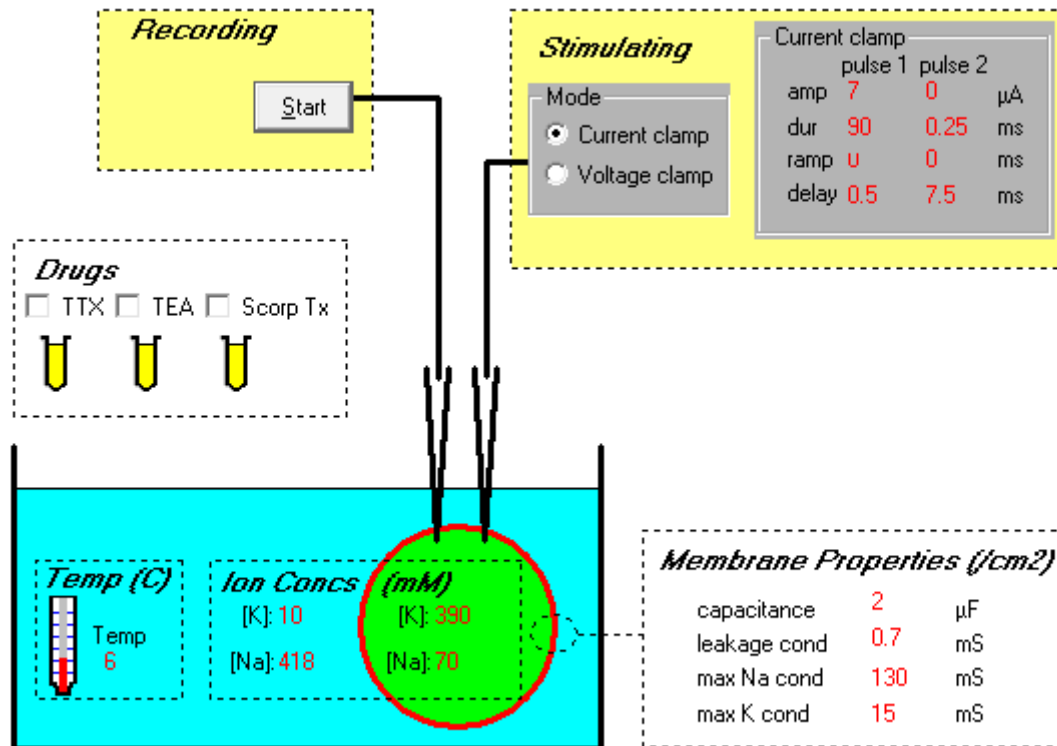 Recording
Start
Stimulating
Mode
Current clamp
Voltage clamp
Current clamp
pulse 1 pulse 2
amp 7 0 µA
dur 90 0.25 ms
ramp 0 0 ms
delay 0.5 7.5 ms
Drugs
TTX TEA Scorp Tx
Temp (C)
Temp
6
Ion Concs (mM)
[K]: 10 [K]: 390
[Na]: 418 [Na]: 70
Membrane Properties (/cm2)
capacitance 2 µF
leakage cond 0.7 mS
max Na cond 130 mS
max K cond 15 mS